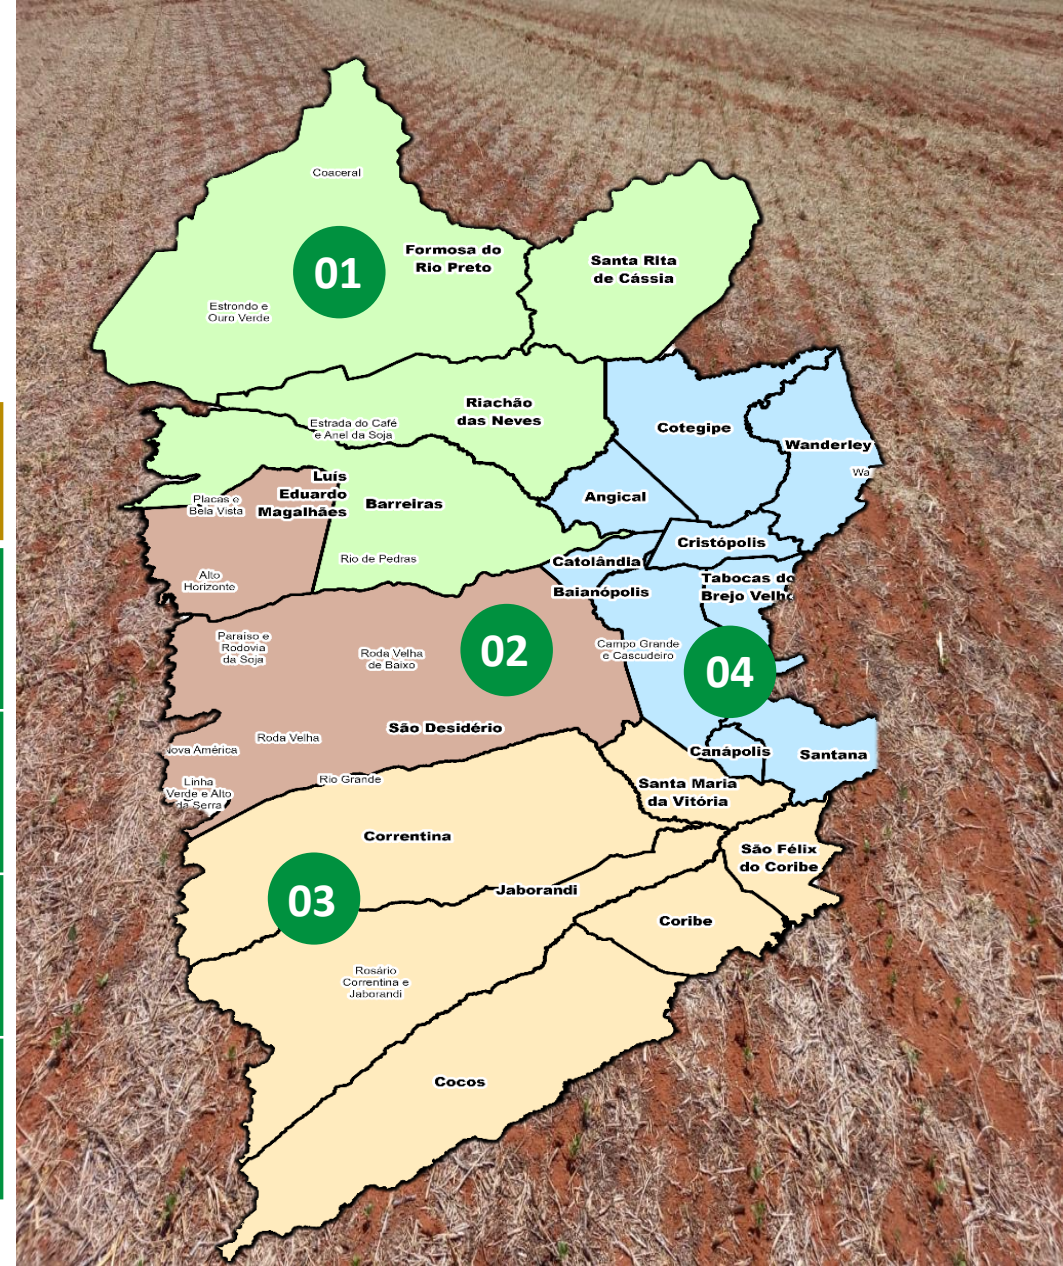 Coaceral
01
Formosa do
Rio Preto
Santa Rita
de Cássia
Estrondo e
Ouro Verde
Riachão
das Neves
Estrada do Café
e Anel da Soja
Cotegipe
Wanderley
Wa
Luís
Eduardo
Magalhães
Barreiras
Angical
Placas e
Bela Vista
Cristópolis
Rio de Pedras
Catolândia
Alto
Horizonte
Baianópolis
Tabocas do
Brejo Velho
Paraíso e
Rodovia
da Soja
Roda Velha
de Baixo
02
Campo Grande
e Cascudeiro
04
São Desidério
Roda Velha
Nova América
Canápolis
Santana
Rio Grande
Linha
Verde e Alto
da Serra
Santa Maria
da Vitória
Correntina
São Félix
do Coribe
03
Jaborandi
Coribe
Rosário
Correntina e
Jaborandi
Cocos